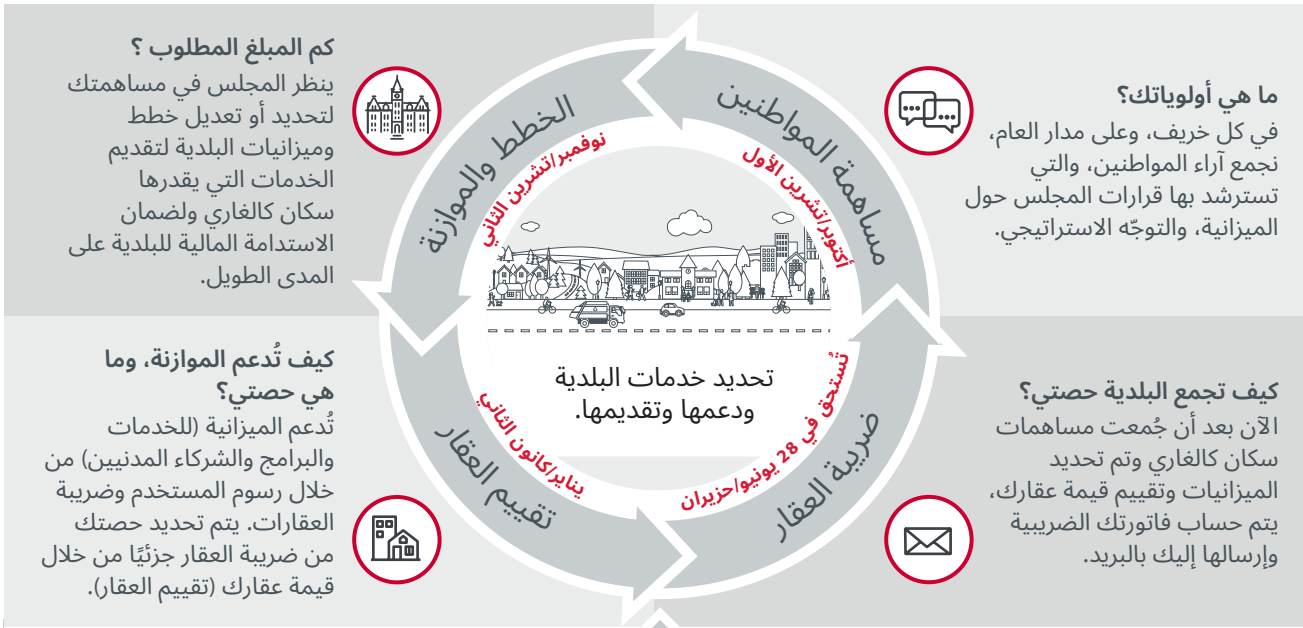 ما هي أولوياتك؟
في كل خريف، وعلى مدار العام،
نجمع آراء المواطنين، والتي
تسترشد بها قرارات المجلس حول
الميزانية، والتوجّه الاستراتيجي.
كم المبلغ المطلوب ؟
ينظر المجلس في مساهمتك
لتحديد أو تعديل خطط
وميزانيات البلدية لتقديم
الخدمات التي يقدرها
سكان كالغاري ولضمان
الاستدامة المالية للبلدية على
المدى الطويل.
مساهمة المواطنين
أكتوبر/تشرين الأول
الخطط والموازنة
نوفمبر/تشرين الثاني
تحديد خدمات البلدية
ودعمها وتقديمها.
تقييم العقار
يناير/كانون الثاني
ضريبة العقار
تُستحق في 28 يونيو/حزيران
كيف تُدعم الموازنة، وما
هي حصتي؟
تُدعم الميزانية (للخدمات
والبرامج والشركاء المدنيين) من
خلال رسوم المستخدم وضريبة
العقارات. يتم تحديد حصتك
من ضريبة العقار جزئيًا من خلال
قيمة عقارك (تقييم العقار).
كيف تجمع البلدية حصتي؟
الآن بعد أن جُمعت مساهمات
سكان كالغاري وتم تحديد
الميزانيات وتقييم قيمة عقارك،
يتم حساب فاتورتك الضريبية
وإرسالها إليك بالبريد.